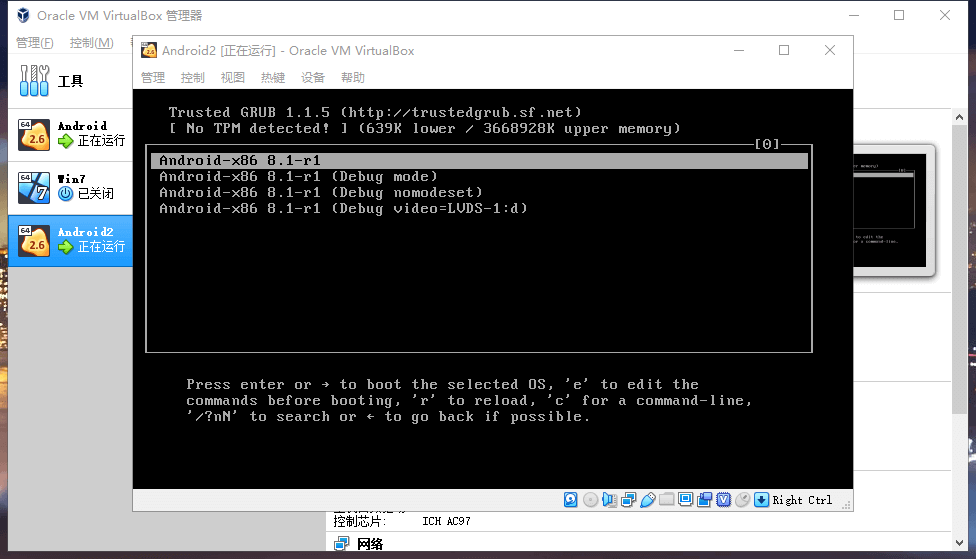 Oracle VM VirtualBox 管理器
管理(F) 控制(M)
工具
64
2.6
Android
正在运行
64
7
Win7
已关闭
64
2.6
Android2
正在运行
Android2 [正在运行] - Oracle VM VirtualBox
管理 控制 视图 热键 设备 帮助
Trusted GRUB 1.1.5 (http://trustedgrub.sf.net)
[ No TPM detected! ] (639K lower / 3668928K upper memory)
[0]
Android-x86 8.1-r1
Android-x86 8.1-r1 (Debug mode)
Android-x86 8.1-r1 (Debug nomodeset)
Android-x86 8.1-r1 (Debug video=LVDS-1:d)
Press enter or → to boot the selected OS, 'e' to edit the
commands before booting, 'r' to reload, 'c' for a command-line,
'/?nN' to search or ← to go back if possible.
Right Ctrl
控制芯片: ICH AC97
网络